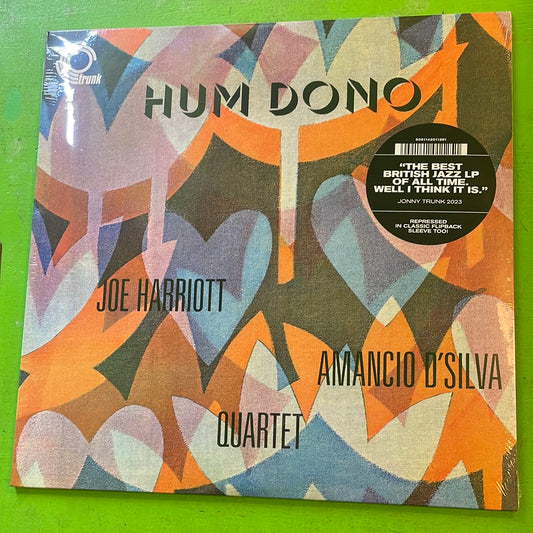 trunk
HUM DONO
"THE BEST
BRITISH JAZZ LP
OF ALL TIME.
WELL I THINK IT IS."
JONNY TRUNK 2023
REPRESSED
IN CLASSIC FLIPBACK
SLEEVE TOO!
JOE HARRIOTT
AMANCIO D'SILVA
QUARTET